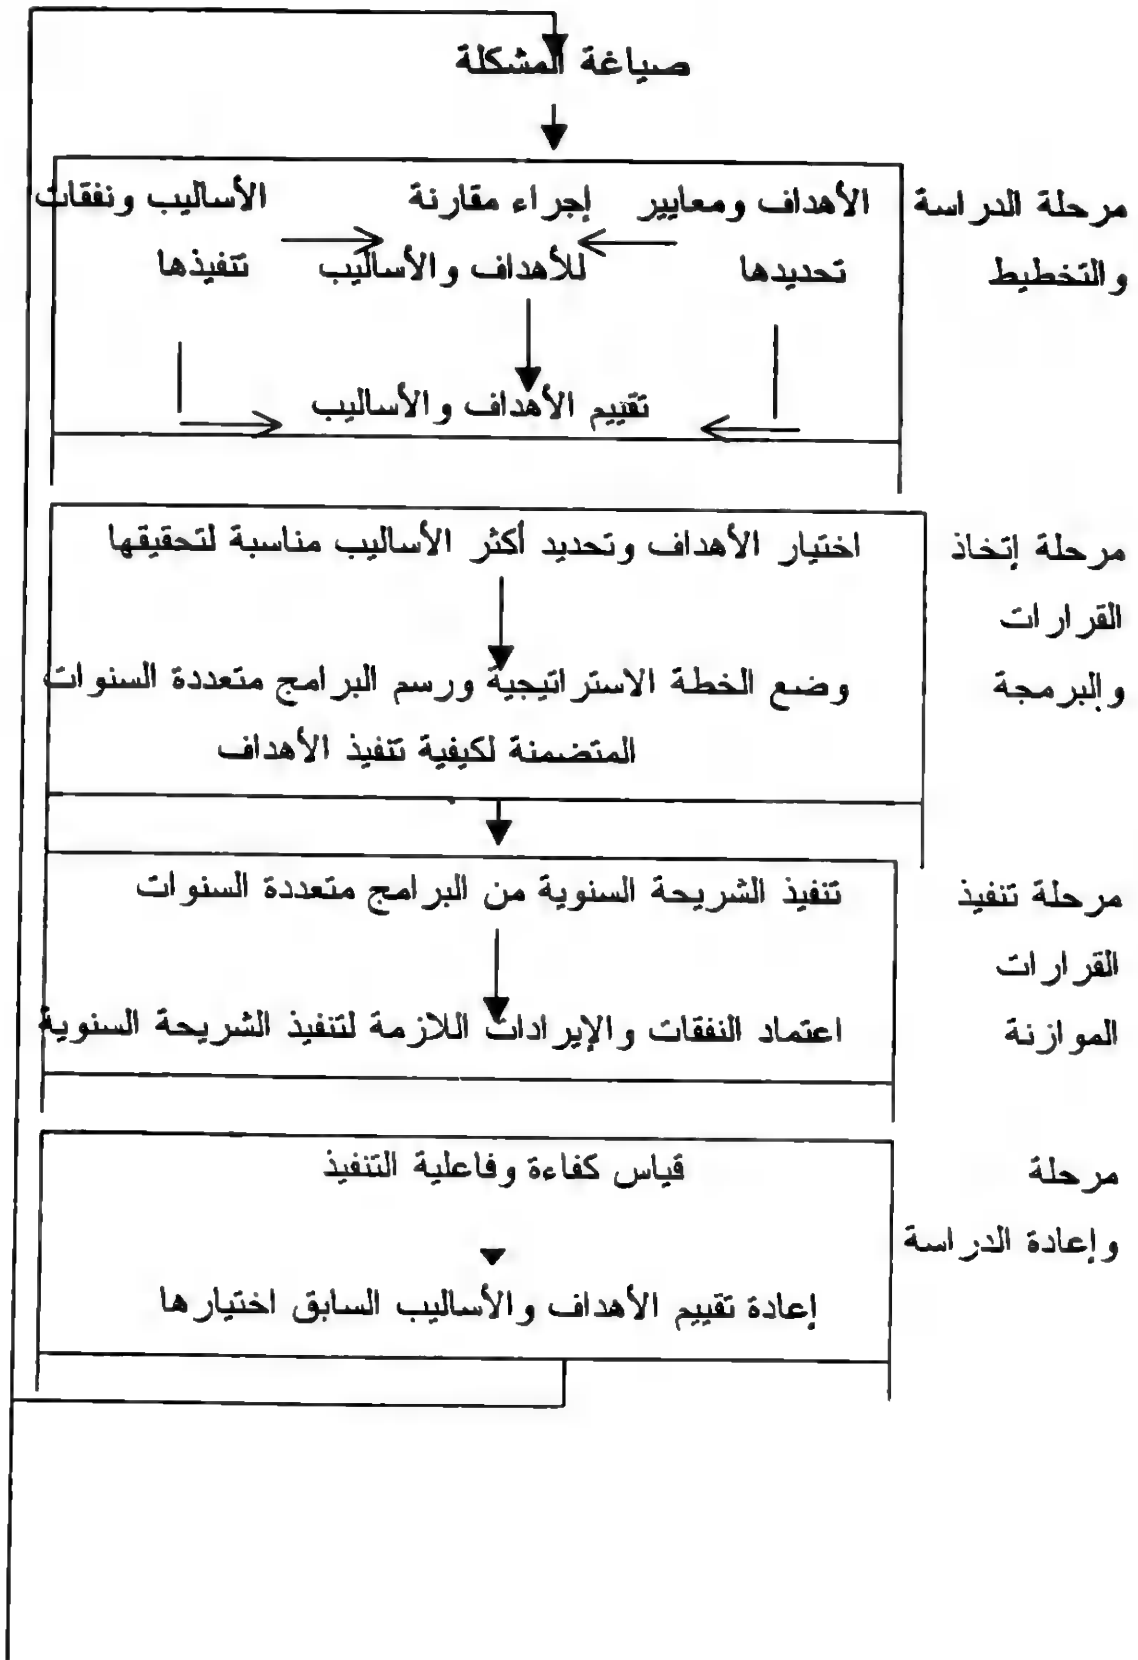 صياغة المشكلة
مرحلة الدراسة
والتخطيط
الأهداف ومعايير
تحديدها
إجراء مقارنة
للأهداف والأساليب
الأساليب ونفقات
تنفيذها
تقييم الأهداف والأساليب
مرحلة إتخاذ
القرارات
والبرمجة
اختيار الأهداف وتحديد أكثر الأساليب مناسبة لتحقيقها
وضع الخطة الاستراتيجية ورسم البرامج متعددة السنوات
المتضمنة لكيفية تنفيذ الأهداف
مرحلة تنفيذ
القرارات
الموازنة
تنفيذ الشريحة السنوية من البرامج متعددة السنوات
اعتماد النفقات والإيرادات اللازمة لتنفيذ الشريحة السنوية
مرحلة
وإعادة الدراسة
قياس كفاءة وفاعلية التنفيذ
إعادة تقييم الأهداف والأساليب السابق اختيارها